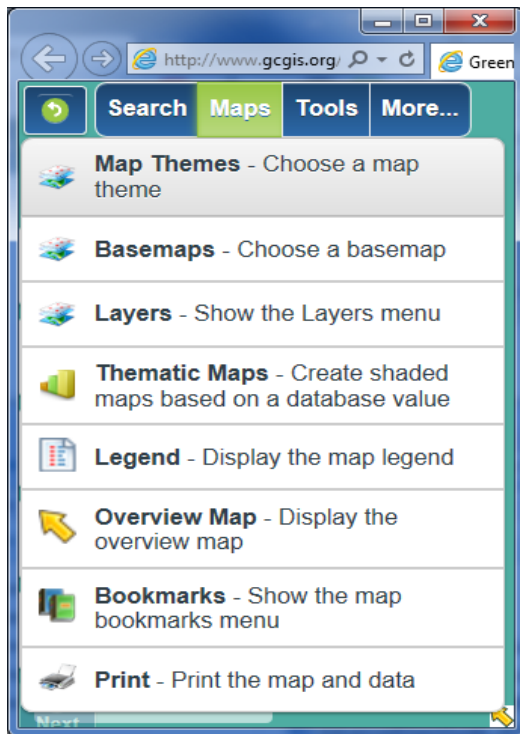 http://www.gcgis.org/
Green
Search Maps Tools More...
Map Themes - Choose a map
theme
Basemaps - Choose a basemap
Layers - Show the Layers menu
Thematic Maps - Create shaded
maps based on a database value
Legend - Display the map legend
Overview Map - Display the
overview map
Bookmarks - Show the map
bookmarks menu
Print - Print the map and data
Next